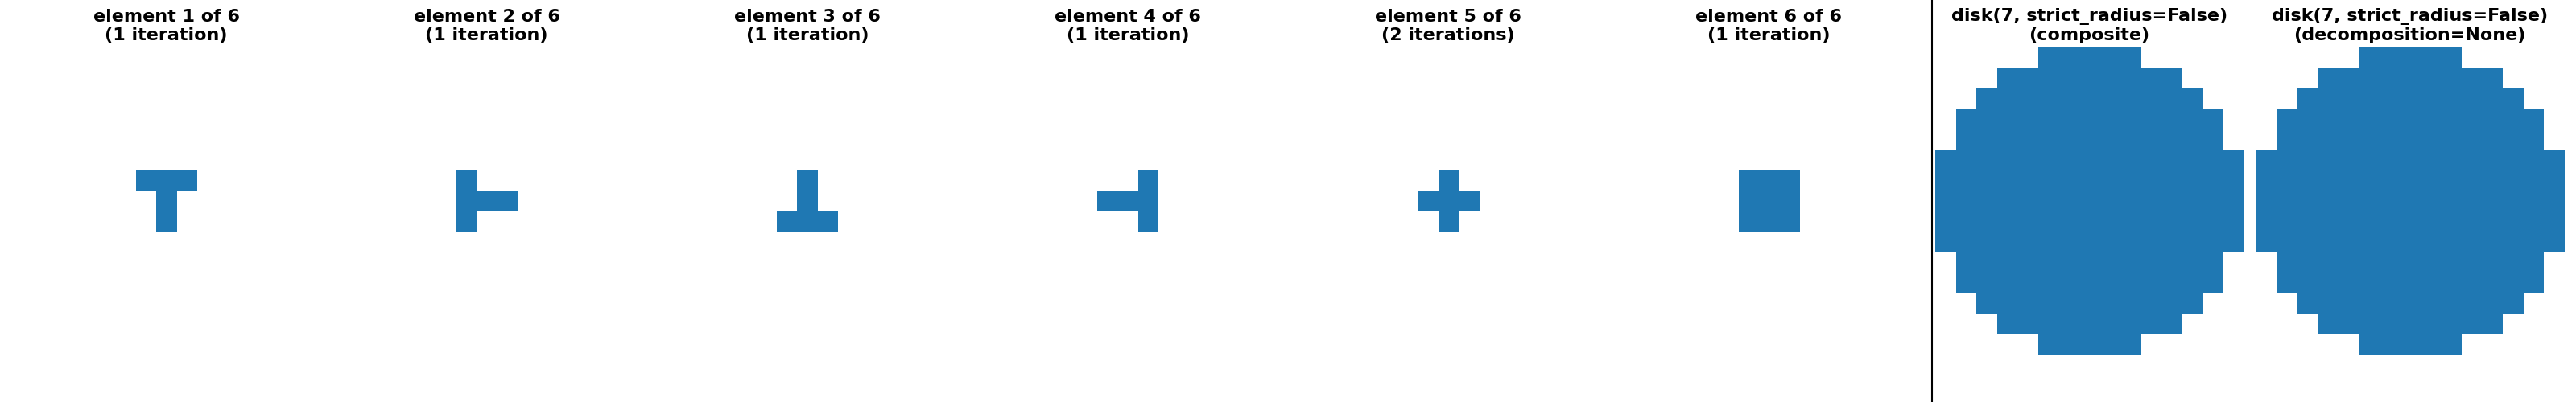 element 1 of 6
(1 iteration)
element 2 of 6
(1 iteration)
element 3 of 6
(1 iteration)
element 4 of 6
(1 iteration)
element 5 of 6
(2 iterations)
element 6 of 6
(1 iteration)
disk(7, strict_radius=False)
(composite)
disk(7, strict_radius=False)
(decomposition=None)